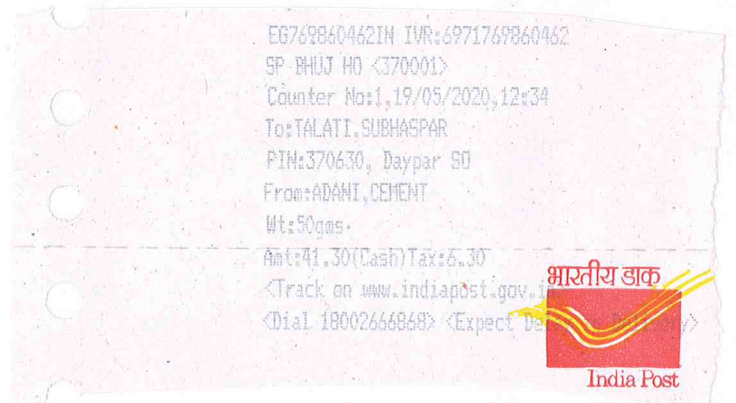 EG769860462IN IVR:6971769860462
SP BHUJ HO <370001>
Counter No:1,19/05/2020,12:34
To:TALATI,SUBHASPAR
PIN:370630, Daypar SO
From:ADANI,CEMENT
Wt:50gms.
Amt:41.30(Cash)Tax:6.30
<Track on www.indiapost.gov.in
<Dial 18002666868> <Expect
भारतीय डाक
India Post